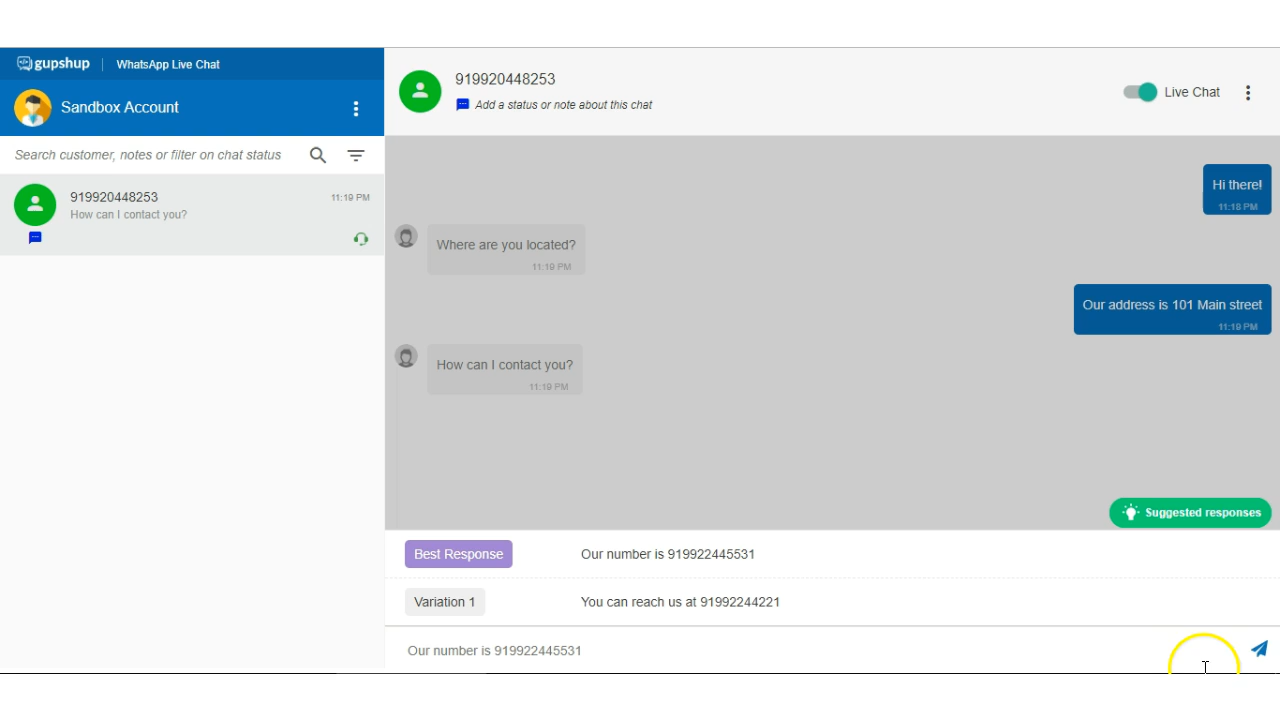 gupshup | WhatsApp Live Chat
Sandbox Account
Search customer, notes or filter on chat status
919920448253 11:19 PM
How can I contact you?
919920448253
Add a status or note about this chat
Live Chat
Hi there!
11:18 PM
Where are you located?
11:19 PM
Our address is 101 Main street
11:19 PM
How can I contact you?
11:19 PM
Suggested responses
Best Response Our number is 919922445531
Variation 1 You can reach us at 91992244221
Our number is 919922445531